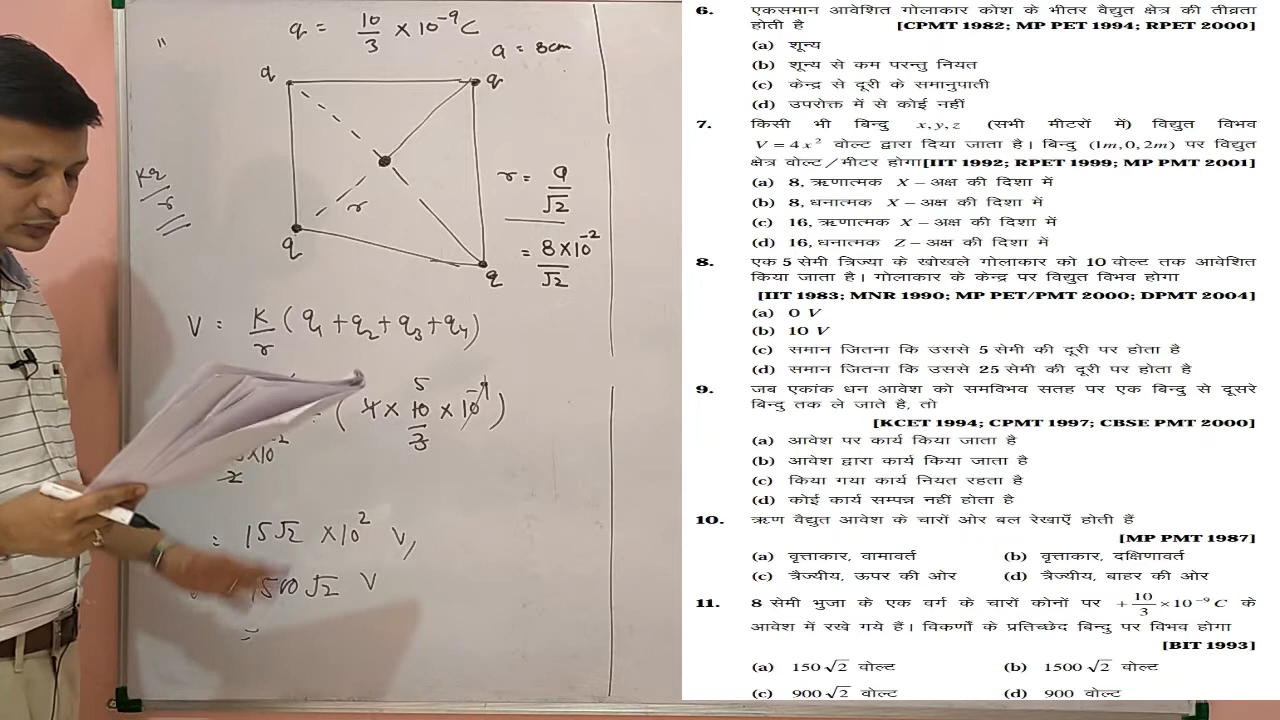 q = 10/3 × 10⁻⁹ C
a = 8cm
q
q
q
q
r
Kq/r
r = a/√2
= 8×10⁻²/√2
V = K/r (q₁ + q₂ + q₃ + q₄)
(4 × 10/3 × 10⁻⁹)
5
×10⁻²
2
= 15√2 ×10² V
1500√2 V
=
6. एकसमान आवेशित गोलाकार कोश के भीतर वैद्युत क्षेत्र की तीव्रता
होती है [CPMT 1982; MP PET 1994; RPET 2000]
(a) शून्य
(b) शून्य से कम परन्तु नियत
(c) केन्द्र से दूरी के समानुपाती
(d) उपरोक्त में से कोई नहीं
7. किसी भी बिन्दु x, y, z (सभी मीटरों में) विद्युत विभव
V = 4x² वोल्ट द्वारा दिया जाता है। बिन्दु (1m, 0, 2m) पर विद्युत
क्षेत्र वोल्ट/मीटर होगा[IIT 1992; RPET 1999; MP PMT 2001]
(a) 8, ऋणात्मक X – अक्ष की दिशा में
(b) 8, धनात्मक X – अक्ष की दिशा में
(c) 16, ऋणात्मक X – अक्ष की दिशा में
(d) 16, धनात्मक Z – अक्ष की दिशा में
8. एक 5 सेमी त्रिज्या के खोखले गोलाकार को 10 वोल्ट तक आवेशित
किया जाता है। गोलाकार के केन्द्र पर विद्युत विभव होगा
[IIT 1983; MNR 1990; MP PET/PMT 2000; DPMT 2004]
(a) 0 V
(b) 10 V
(c) समान जितना कि उससे 5 सेमी की दूरी पर होता है
(d) समान जितना कि उससे 25 सेमी की दूरी पर होता है
9. जब एकांक धन आवेश को समविभव सतह पर एक बिन्दु से दूसरे
बिन्दु तक ले जाते है, तो
[KCET 1994; CPMT 1997; CBSE PMT 2000]
(a) आवेश पर कार्य किया जाता है
(b) आवेश द्वारा कार्य किया जाता है
(c) किया गया कार्य नियत रहता है
(d) कोई कार्य सम्पन्न नहीं होता है
10. ऋण वैद्युत आवेश के चारों ओर बल रेखाएँ होती हैं
[MP PMT 1987]
(a) वृत्ताकार, वामावर्त (b) वृत्ताकार, दक्षिणावर्त
(c) त्रैज्यीय, ऊपर की ओर (d) त्रैज्यीय, बाहर की ओर
11. 8 सेमी भुजा के एक वर्ग के चारों कोनों पर +10/3 ×10⁻⁹ C के
आवेश में रखे गये हैं। विकर्णों के प्रतिच्छेद बिन्दु पर विभव होगा
[BIT 1993]
(a) 150√2 वोल्ट (b) 1500√2 वोल्ट
(c) 900√2 वोल्ट (d) 900 वोल्ट